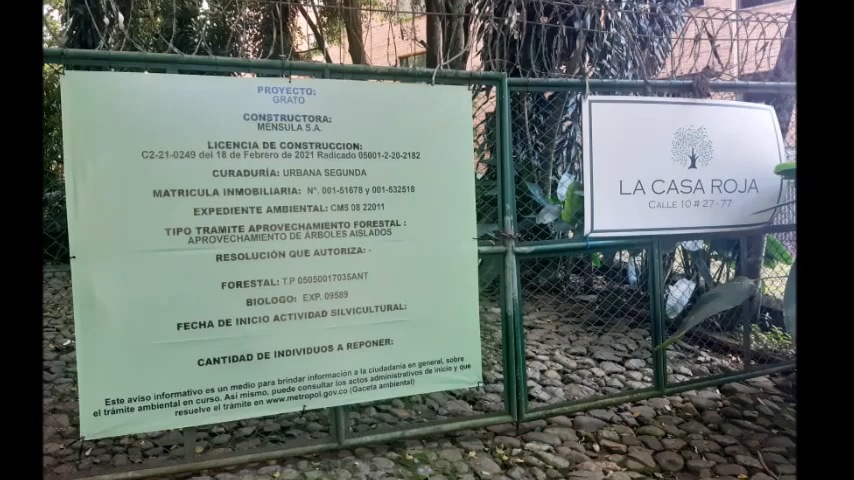 PROYECTO:
GRATO
CONSTRUCTORA:
MÉNSULA S.A.
LICENCIA DE CONSTRUCCION:
C2-21-0249 del 18 de Febrero de 2021 Radicado 05001-2-20-2182
CURADURÍA: URBANA SEGUNDA
MATRICULA INMOBILIARIA: N°. 001-51678 y 001-532518
EXPEDIENTE AMBIENTAL: CM5 08 22011
TIPO TRAMITE APROVECHAMIENTO FORESTAL :
APROVECHAMIENTO DE ÁRBOLES AISLADOS
RESOLUCIÓN QUE AUTORIZA: -
FORESTAL: T.P 05050017035ANT
BIOLOGO: EXP. 09589
FECHA DE INICIO ACTIVIDAD SILVICULTURAL:
CANTIDAD DE INDIVIDUOS A REPONER:
Este aviso informativo es un medio para brindar información a la ciudadanía en general, sobre
el trámite ambiental en curso. Así mismo, puede consultar los actos administrativos de inicio y que
resuelve el trámite en www.metropol.gov.co (Gaceta ambiental)
LA CASA ROJA
CALLE 10 # 27-77